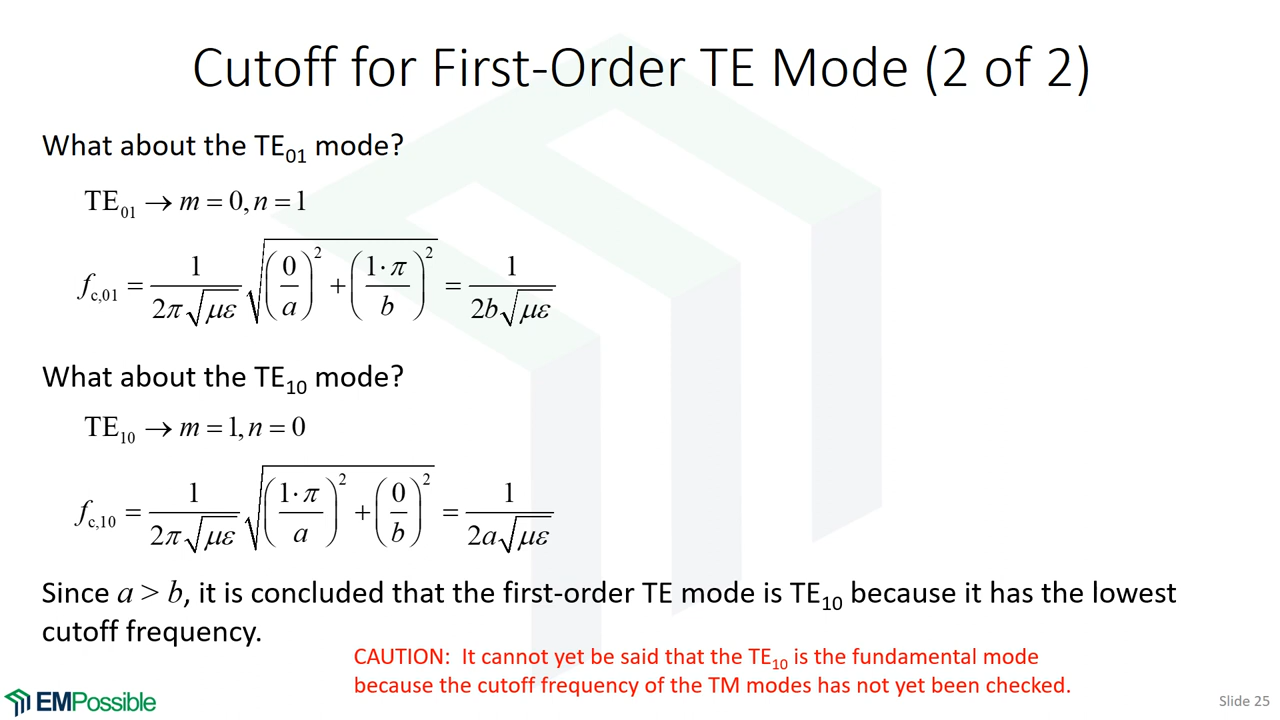 Cutoff for First-Order TE Mode (2 of 2)
What about the TE₀₁ mode?
TE₀₁ → m = 0, n = 1
f_c,01 = 1/(2π√(με)) √((0/a)² + (1·π/b)²) = 1/(2b√(με))
What about the TE₁₀ mode?
TE₁₀ → m = 1, n = 0
f_c,10 = 1/(2π√(με)) √((1·π/a)² + (0/b)²) = 1/(2a√(με))
Since a > b, it is concluded that the first-order TE mode is TE₁₀ because it has the lowest
cutoff frequency.
CAUTION: It cannot yet be said that the TE₁₀ is the fundamental mode
because the cutoff frequency of the TM modes has not yet been checked.
EMPossible
Slide 25